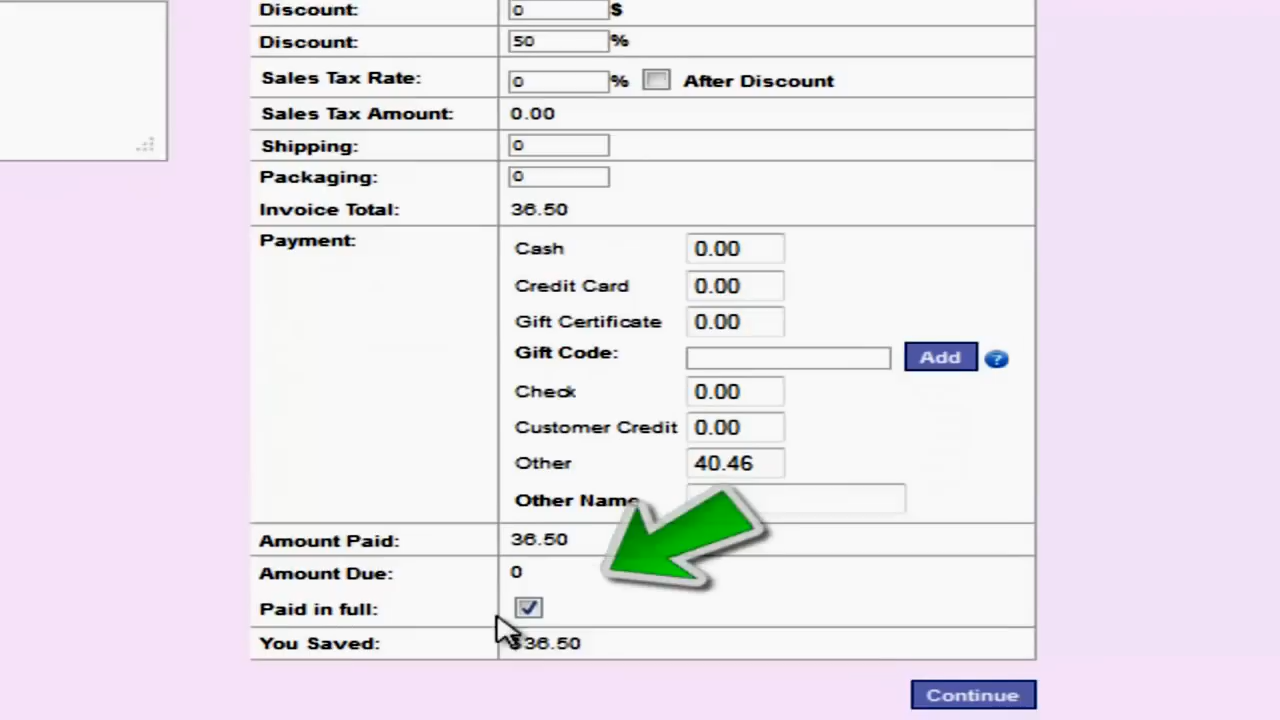 Discount: 0 $
Discount: 50 %
Sales Tax Rate: 0 % After Discount
Sales Tax Amount: 0.00
Shipping: 0
Packaging: 0
Invoice Total: 36.50
Payment:
Cash 0.00
Credit Card 0.00
Gift Certificate 0.00
Gift Code: Add ?
Check 0.00
Customer Credit 0.00
Other 40.46
Other Name
Amount Paid: 36.50
Amount Due: 0
Paid in full:
You Saved: $36.50
Continue